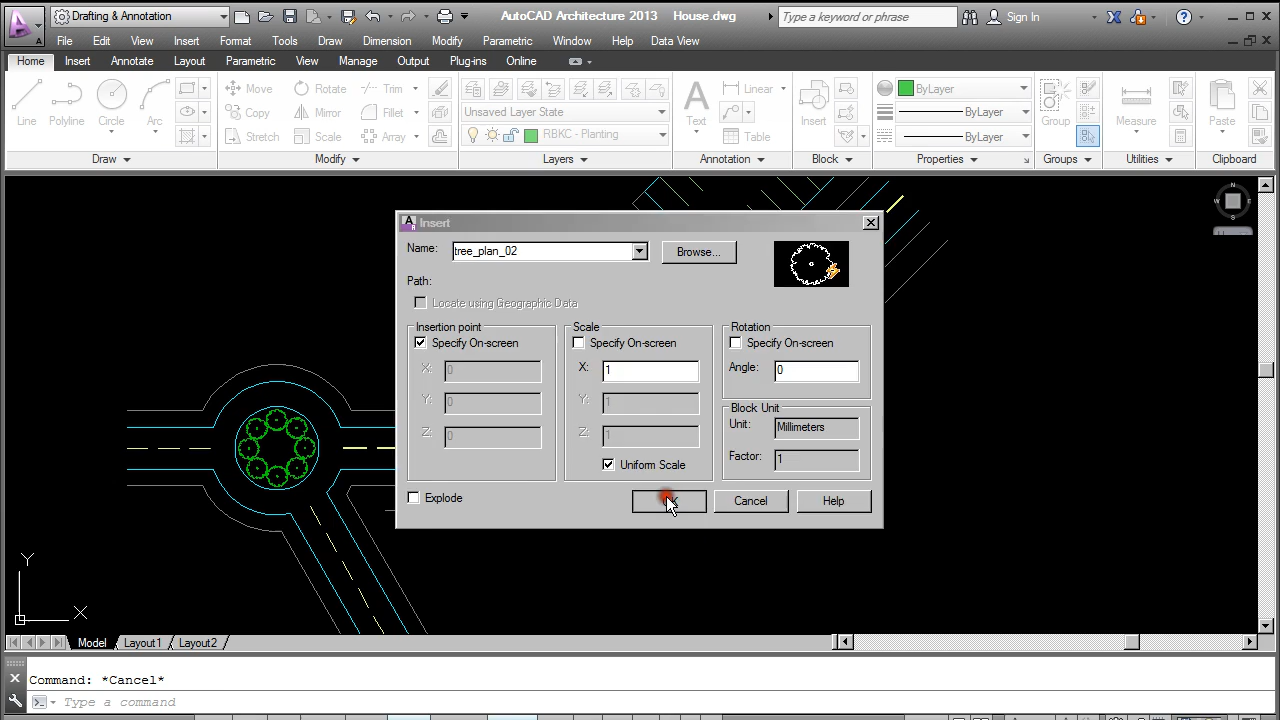 Drafting & Annotation
AutoCAD Architecture 2013 House.dwg
Type a keyword or phrase
Sign In
File Edit View Insert Format Tools Draw Dimension Modify Parametric Window Help Data View
Home Insert Annotate Layout Parametric View Manage Output Plug-ins Online
Line Polyline Circle Arc
Move Rotate Trim
Copy Mirror Fillet
Stretch Scale Array
Unsaved Layer State
RBKC - Planting
Text Linear
Table
Insert
ByLayer
ByLayer
ByLayer
Group Measure Paste
Draw Modify Layers Annotation Block Properties Groups Utilities Clipboard
N
W E
S
Insert
Name: tree_plan_02 Browse...
Path:
Locate using Geographic Data
Insertion point
Specify On-screen
X: 0
Y: 0
Z: 0
Scale
Specify On-screen
X: 1
Y: 1
Z: 1
Uniform Scale
Rotation
Specify On-screen
Angle: 0
Block Unit
Unit: Millimeters
Factor: 1
Explode
Cancel Help
Y
X
Model Layout1 Layout2
Command: *Cancel*
Type a command